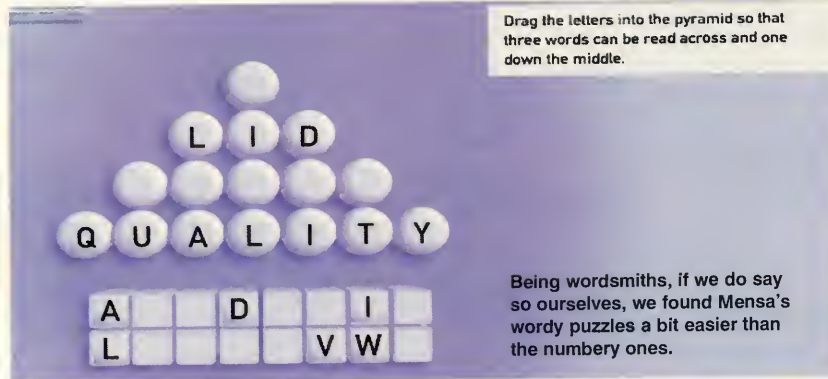 Drag the letters into the pyramid so that
three words can be read across and one
down the middle.
L I D
Q U A L I T Y
A D I
L V W
Being wordsmiths, if we do say
so ourselves, we found Mensa's
wordy puzzles a bit easier than
the numbery ones.